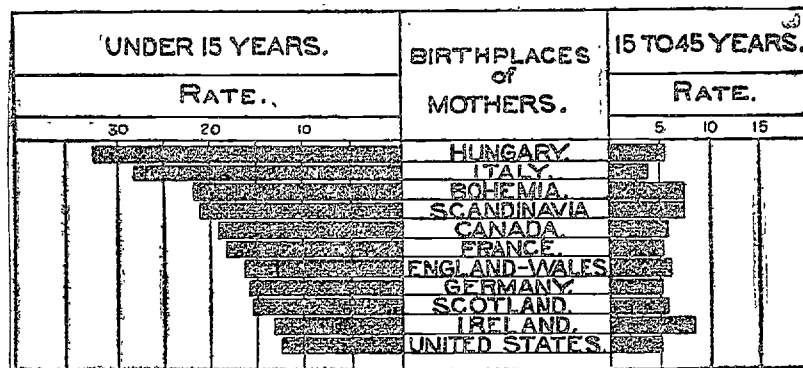 UNDER 15 YEARS.
BIRTHPLACES
of
MOTHERS.
15 TO 45 YEARS.
RATE.
RATE.
30 20 10
5 10 15
HUNGARY.
ITALY.
BOHEMIA.
SCANDINAVIA
CANADA.
FRANCE.
ENGLAND-WALES
GERMANY.
SCOTLAND.
IRELAND.
UNITED STATES.